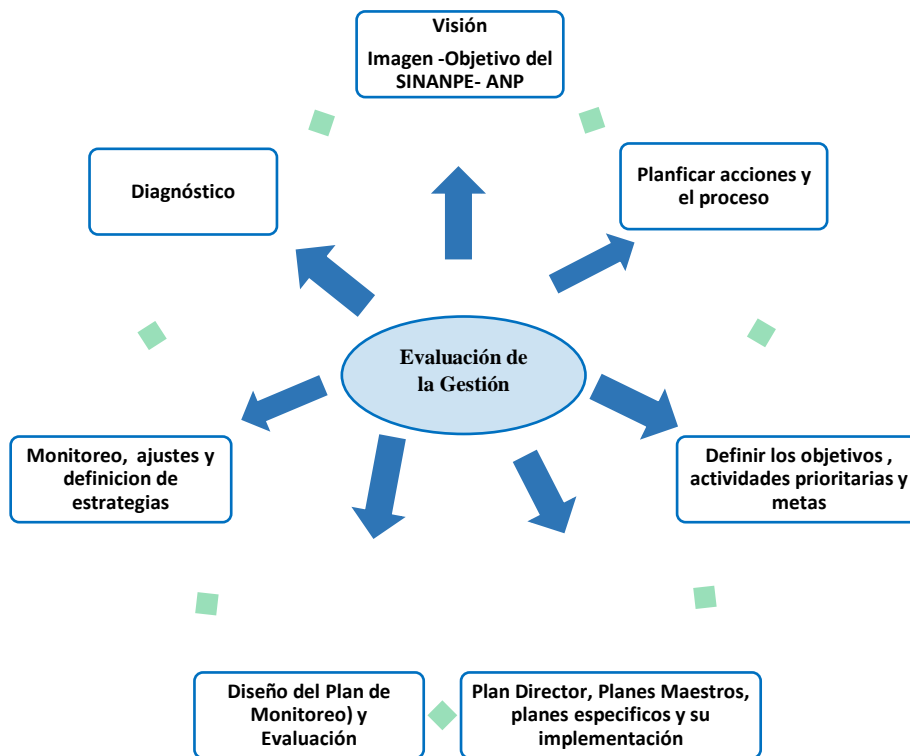 Visión
Imagen -Objetivo del
SINANPE- ANP
Diagnóstico
Planficar acciones y
el proceso
Evaluación de
la Gestión
Monitoreo, ajustes y
definicion de
estrategias
Definir los objetivos ,
actividades prioritarias y
metas
Diseño del Plan de
Monitoreo) y
Evaluación
Plan Director, Planes Maestros,
planes especificos y su
implementación